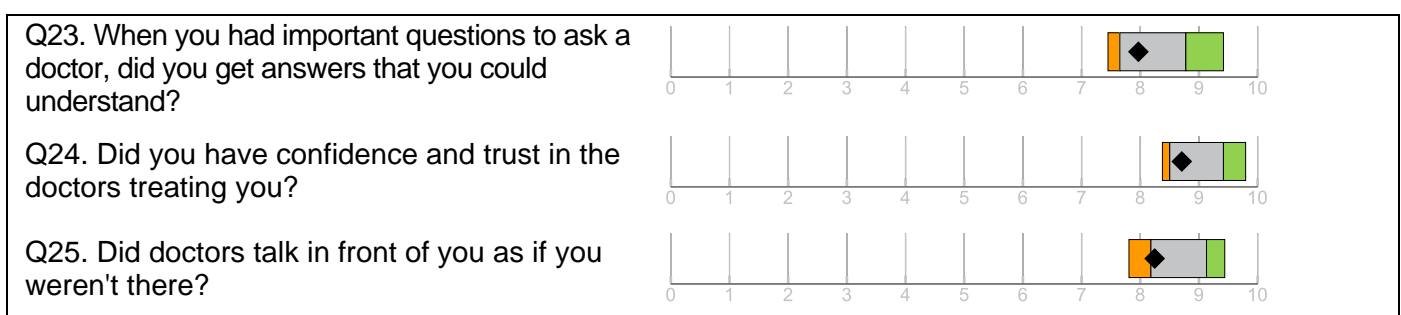 Q23. When you had important questions to ask a
doctor, did you get answers that you could
understand?
0 1 2 3 4 5 6 7 8 9 10
Q24. Did you have confidence and trust in the
doctors treating you?
0 1 2 3 4 5 6 7 8 9 10
Q25. Did doctors talk in front of you as if you
weren't there?
0 1 2 3 4 5 6 7 8 9 10